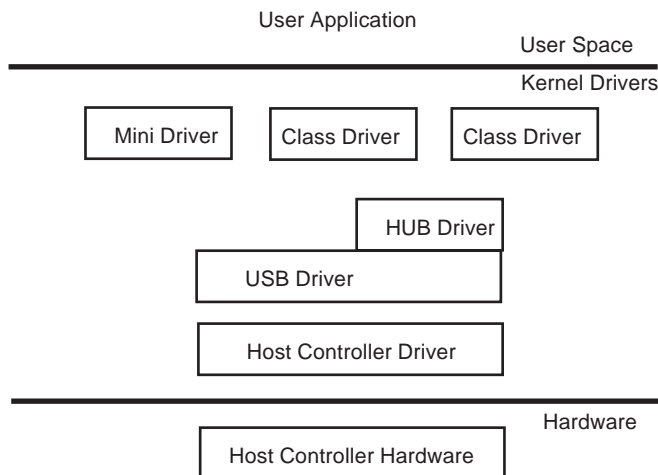 User Application
User Space
Kernel Drivers
Mini Driver
Class Driver
Class Driver
HUB Driver
USB Driver
Host Controller Driver
Hardware
Host Controller Hardware